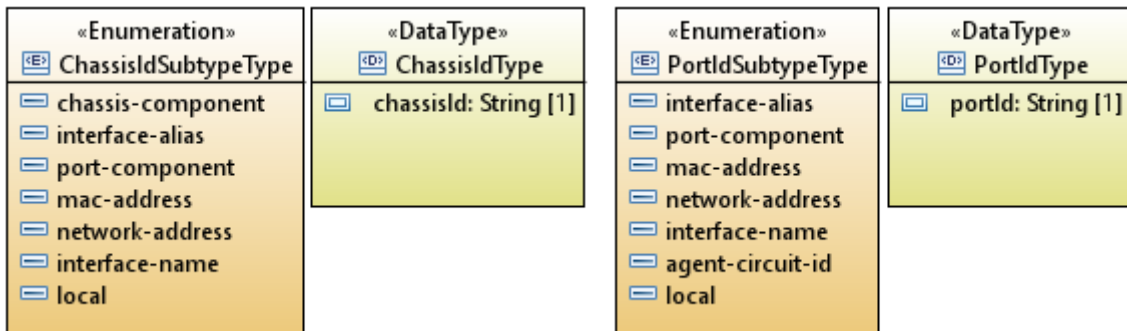 «Enumeration»
<E> ChassisIdSubtypeType
chassis-component
interface-alias
port-component
mac-address
network-address
interface-name
local
«DataType»
<D> ChassisIdType
chassisId: String [1]
«Enumeration»
<E> PortIdSubtypeType
interface-alias
port-component
mac-address
network-address
interface-name
agent-circuit-id
local
«DataType»
<D> PortIdType
portId: String [1]